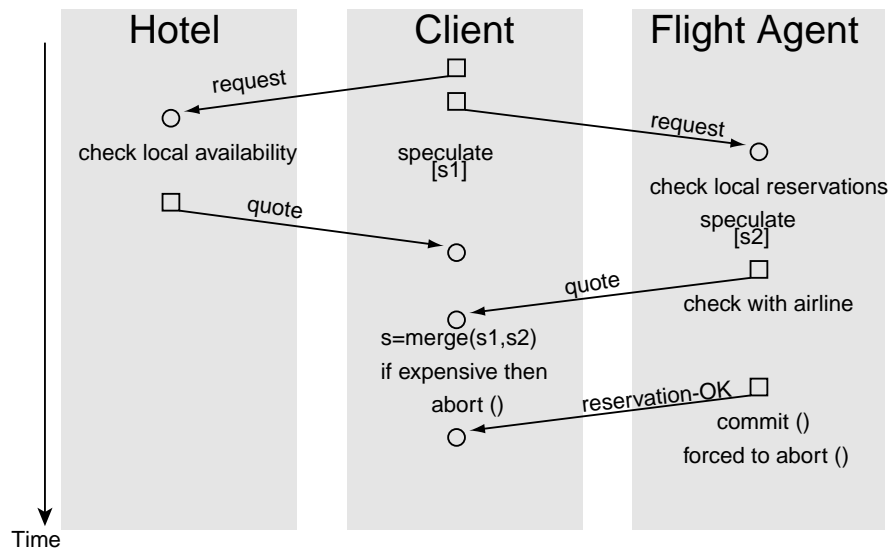 Hotel
Client
Flight Agent
request
request
check local availability
speculate
[s1]
check local reservations
speculate
[s2]
quote
quote
check with airline
s=merge(s1,s2)
if expensive then
abort ()
reservation-OK
commit ()
forced to abort ()
Time